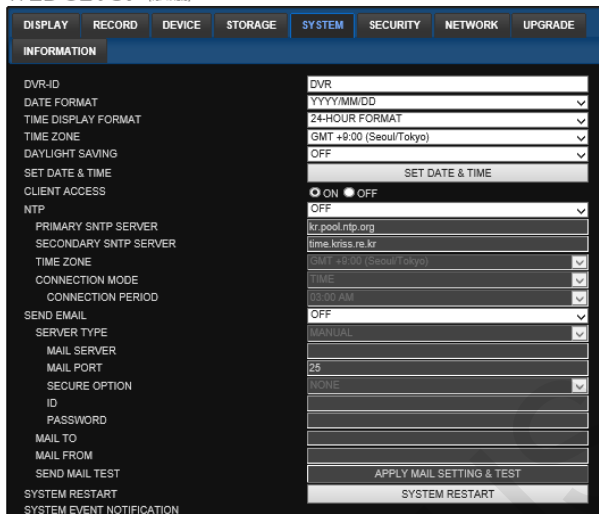 DISPLAY RECORD DEVICE STORAGE SYSTEM SECURITY NETWORK UPGRADE
INFORMATION
DVR-ID DVR
DATE FORMAT YYYY/MM/DD
TIME DISPLAY FORMAT 24-HOUR FORMAT
TIME ZONE GMT +9:00 (Seoul/Tokyo)
DAYLIGHT SAVING OFF
SET DATE & TIME SET DATE & TIME
CLIENT ACCESS ON OFF
NTP OFF
PRIMARY SNTP SERVER kr.pool.ntp.org
SECONDARY SNTP SERVER time.kriss.re.kr
TIME ZONE GMT +9:00 (Seoul/Tokyo)
CONNECTION MODE TIME
CONNECTION PERIOD 03:00 AM
SEND EMAIL OFF
SERVER TYPE MANUAL
MAIL SERVER
MAIL PORT 25
SECURE OPTION NONE
ID
PASSWORD
MAIL TO
MAIL FROM
SEND MAIL TEST APPLY MAIL SETTING & TEST
SYSTEM RESTART SYSTEM RESTART
SYSTEM EVENT NOTIFICATION